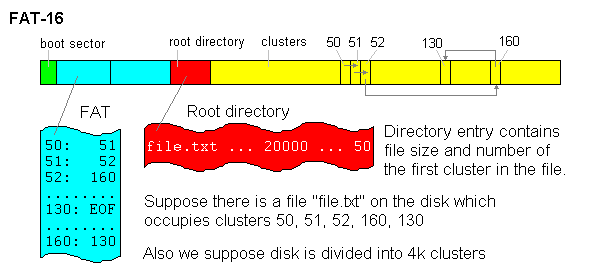 FAT-16
boot sector
root directory
clusters
50
51
52
130
160
FAT
50: 51
51: 52
52: 160
........
130: EOF
........
160: 130
Root directory
file.txt ... 20000 ... 50
Directory entry contains
file size and number of
the first cluster in the file.
Suppose there is a file "file.txt" on the disk which
occupies clusters 50, 51, 52, 160, 130
Also we suppose disk is divided into 4k clusters